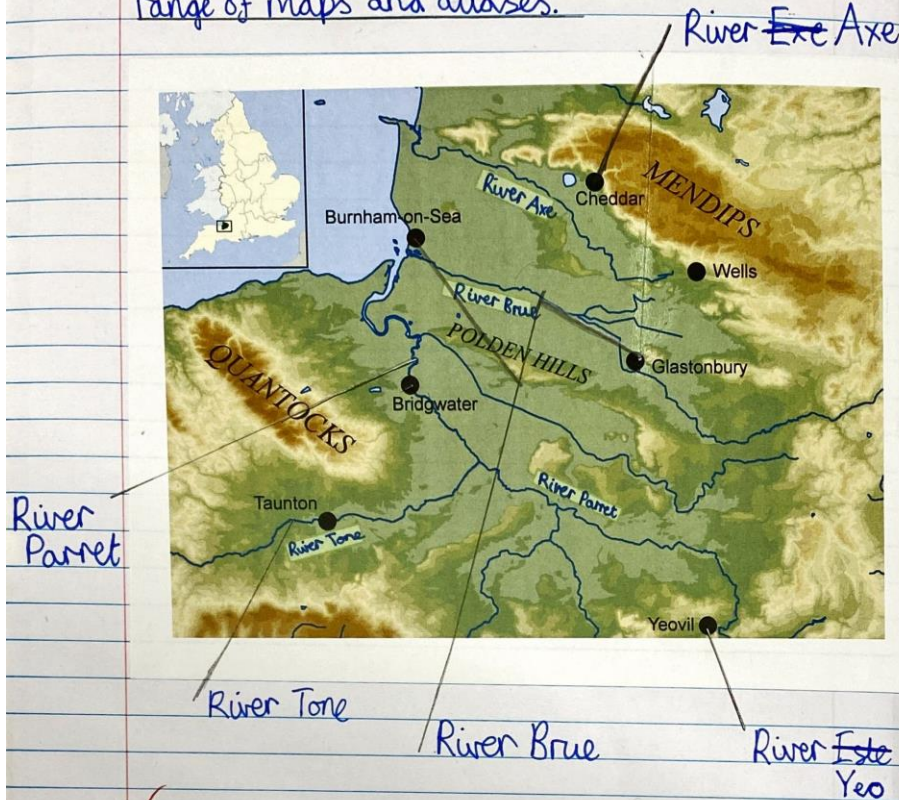 range of maps and atlases.
River Exe Axe
MENDIPS
River Axe
Cheddar
Burnham-on-Sea
Wells
River Brue
POLDEN HILLS
Glastonbury
QUANTOCKS
Bridgwater
River
Parret
Taunton
River Parret
River Tone
Yeovil
River Tone
River Brue
River Este
Yeo